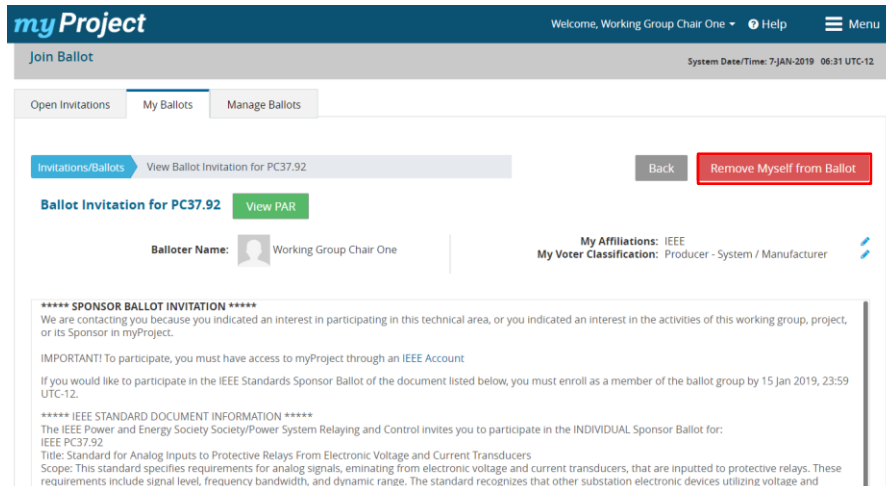 myProject
Welcome, Working Group Chair One
Help
Menu
Join Ballot
System Date/Time: 7-JAN-2019 06:31 UTC-12
Open Invitations
My Ballots
Manage Ballots
Invitations/Ballots
View Ballot Invitation for PC37.92
Back
Remove Myself from Ballot
Ballot Invitation for PC37.92
View PAR
Balloter Name: Working Group Chair One
My Affiliations: IEEE
My Voter Classification: Producer - System / Manufacturer
***** SPONSOR BALLOT INVITATION *****
We are contacting you because you indicated an interest in participating in this technical area, or you indicated an interest in the activities of this working group, project,
or its Sponsor in myProject.
IMPORTANT! To participate, you must have access to myProject through an IEEE Account
If you would like to participate in the IEEE Standards Sponsor Ballot of the document listed below, you must enroll as a member of the ballot group by 15 Jan 2019, 23:59
UTC-12.
***** IEEE STANDARD DOCUMENT INFORMATION *****
The IEEE Power and Energy Society Society/Power System Relaying and Control invites you to participate in the INDIVIDUAL Sponsor Ballot for:
IEEE PC37.92
Title: Standard for Analog Inputs to Protective Relays From Electronic Voltage and Current Transducers
Scope: This standard specifies requirements for analog signals, eminating from electronic voltage and current transducers, that are inputted to protective relays. These
requirements include signal level, frequency bandwidth, and dynamic range. The standard recognizes that other substation electronic devices utilizing voltage and